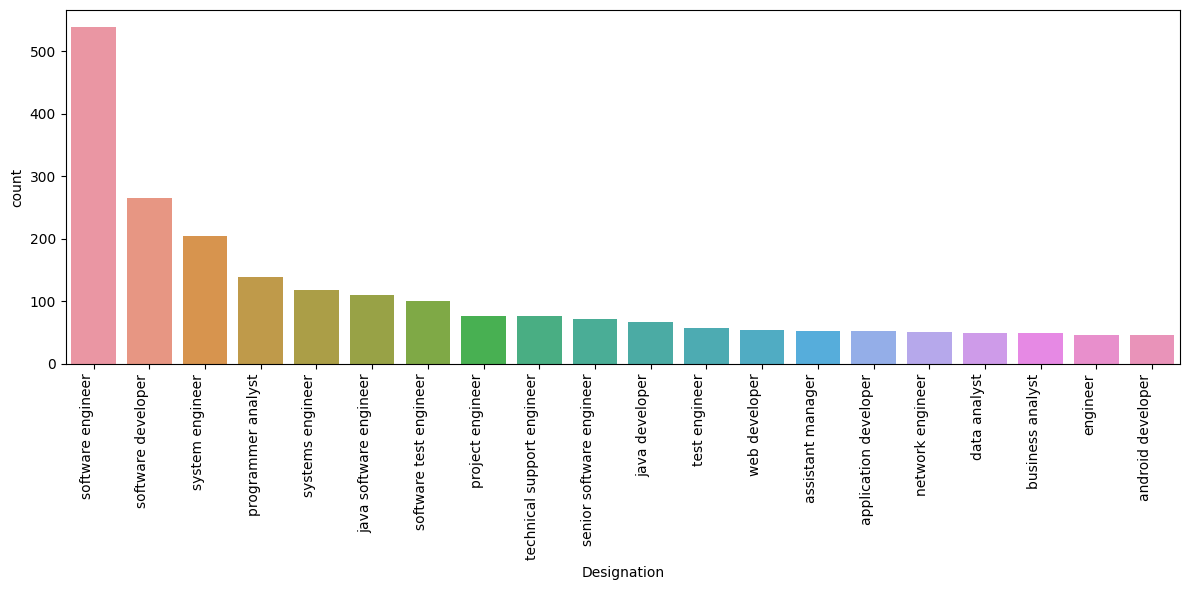 500
400
300
200
100
0
count
software engineer
software developer
system engineer
programmer analyst
systems engineer
java software engineer
software test engineer
project engineer
technical support engineer
senior software engineer
java developer
test engineer
web developer
assistant manager
application developer
network engineer
data analyst
business analyst
engineer
android developer
Designation